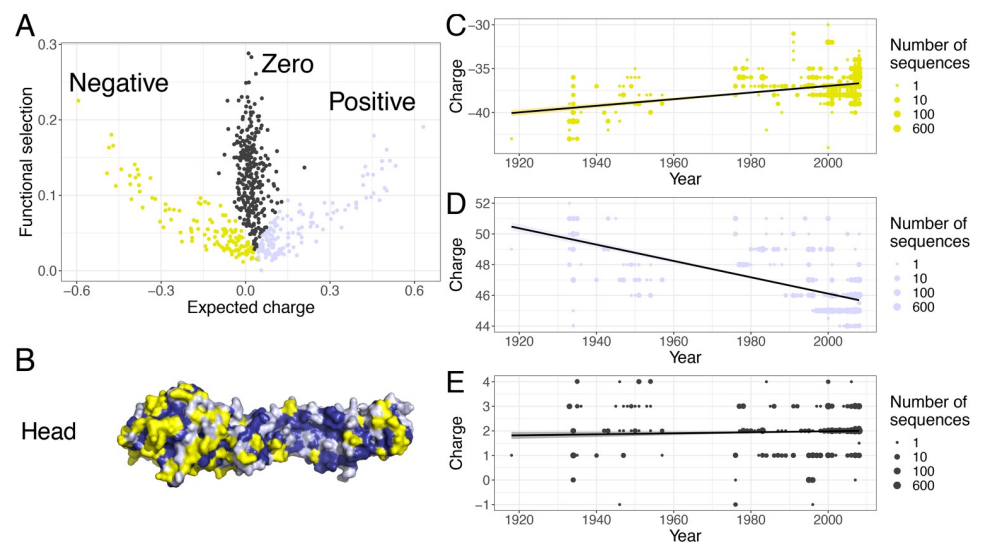 A
Functional selection
0.3
0.2
0.1
0.0
Negative
Zero
Positive
−0.6
−0.3
0.0
0.3
0.6
Expected charge
B
Head
C
Charge
−30
−35
−40
1920
1940
1960
1980
2000
Year
Number of
sequences
1
10
100
600
D
Charge
52
50
48
46
44
1920
1940
1960
1980
2000
Year
Number of
sequences
1
10
100
600
E
Charge
4
3
2
1
0
−1
1920
1940
1960
1980
2000
Year
Number of
sequences
1
10
100
600